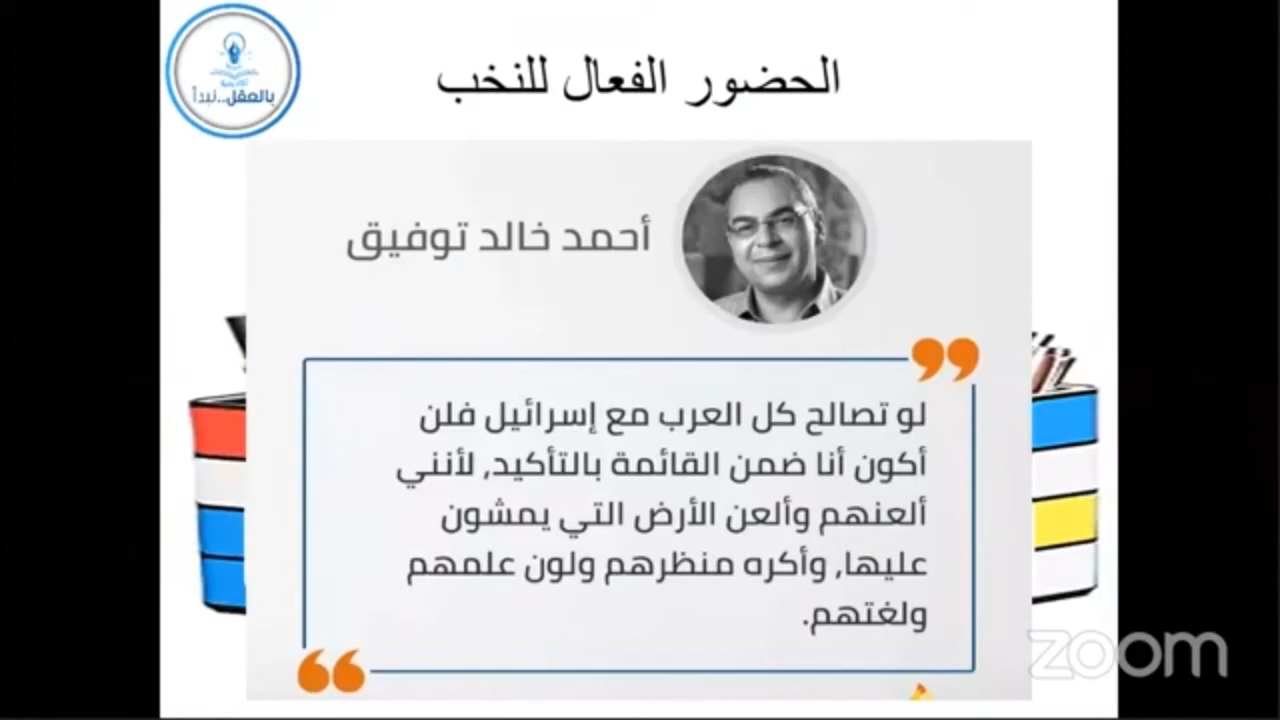 الحضور الفعال للنخب
أكاديمية
بالعقل..نبدأ
أحمد خالد توفيق
لو تصالح كل العرب مع إسرائيل فلن
أكون أنا ضمن القائمة بالتأكيد, لأنني
ألعنهم وألعن الأرض التي يمشون
عليها, وأكره منظرهم ولون علمهم
ولغتهم.
zoom